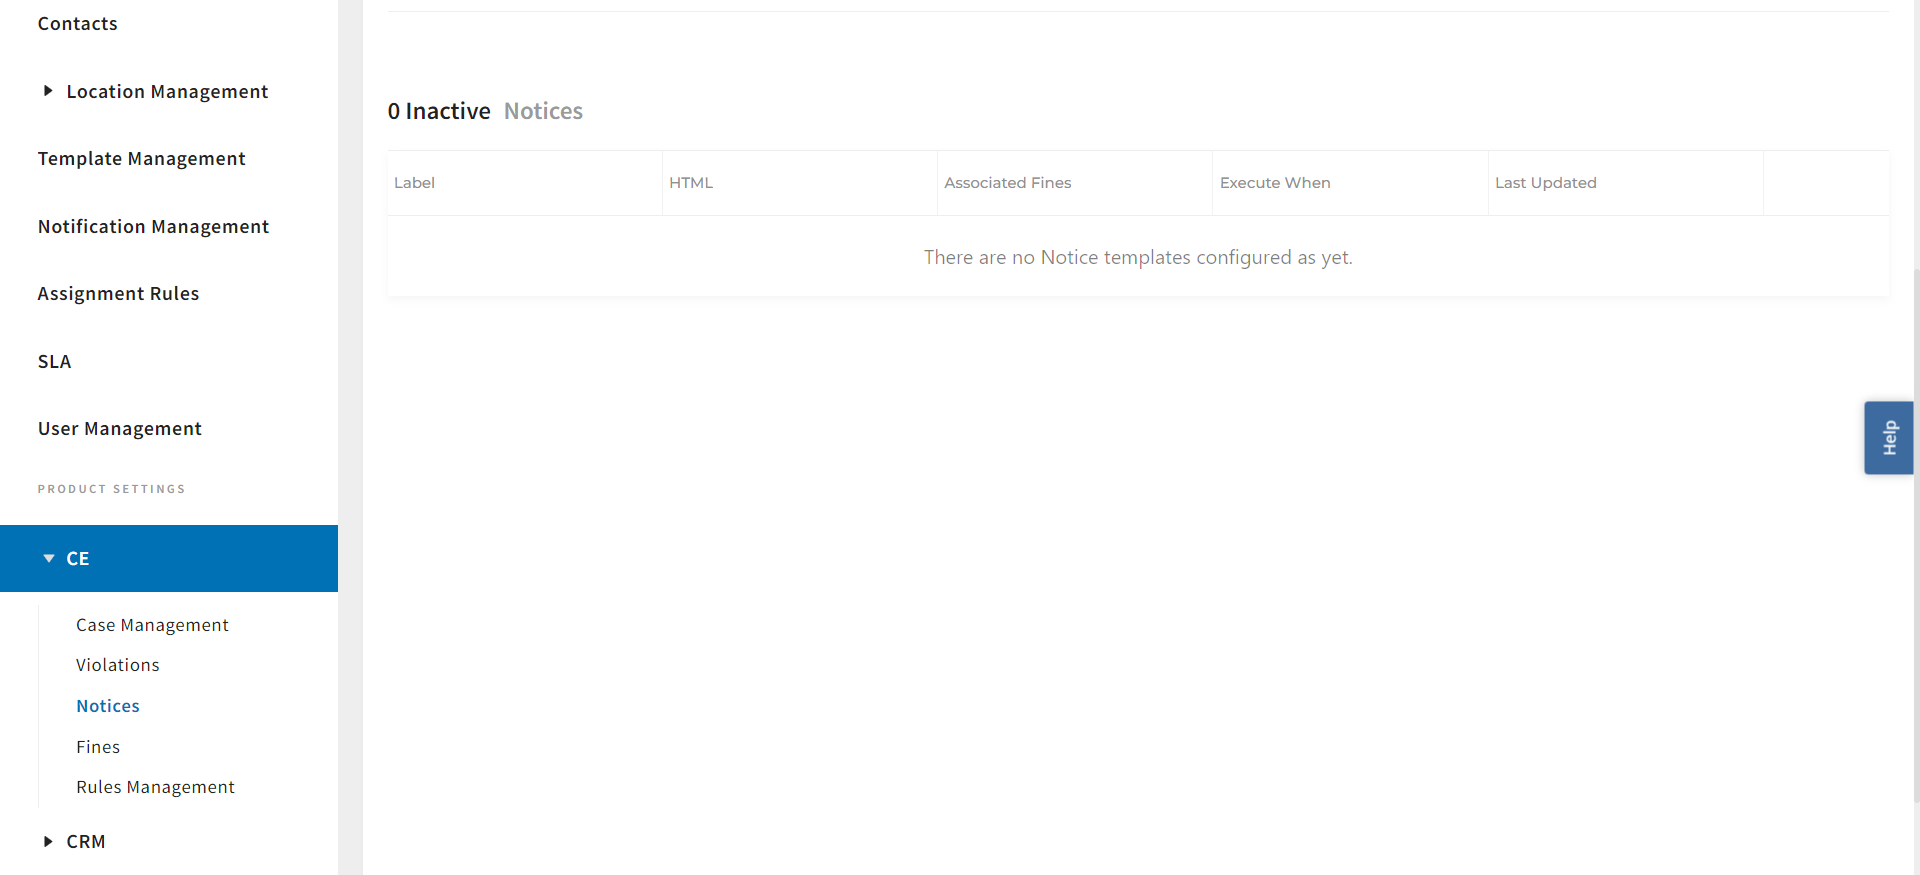 Contacts
Location Management
Template Management
Notification Management
Assignment Rules
SLA
User Management
PRODUCT SETTINGS
CE
Case Management
Violations
Notices
Fines
Rules Management
CRM
0 Inactive Notices
Label HTML Associated Fines Execute When Last Updated
There are no Notice templates configured as yet.
Help